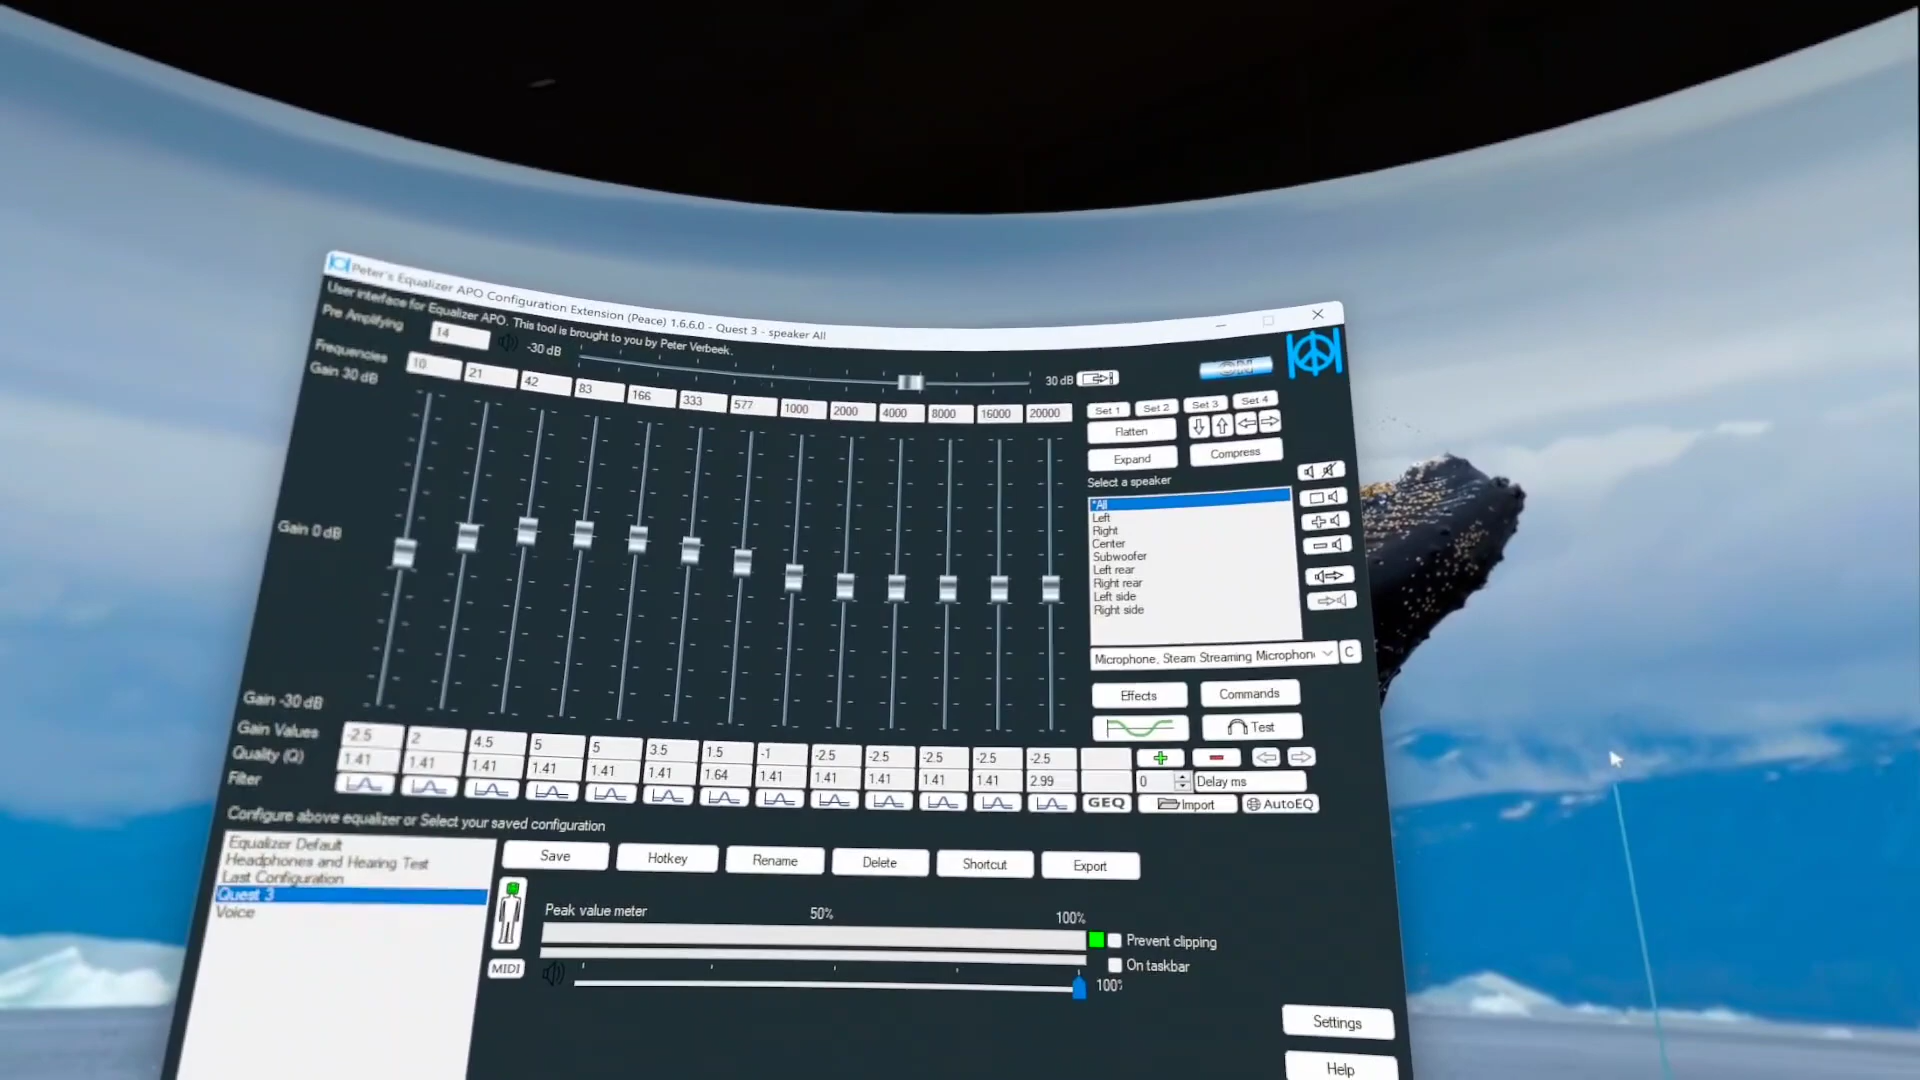 Peter's Equalizer APO Configuration Extension (Peace) 1.6.6.0 - Quest 3 - speaker All
User interface for Equalizer APO. This tool is brought to you by Peter Verbeek.
Pre Amplifying 14 -30 dB 30 dB ON
Frequencies 10 21 42 83 166 333 577 1000 2000 4000 8000 16000 20000
Gain 30 dB
Set 1 Set 2 Set 3 Set 4
Flatten
Expand Compress
Select a speaker
*All
Left
Right
Center
Subwoofer
Left rear
Right rear
Left side
Right side
Gain 0 dB
Microphone, Steam Streaming Microphon C
Effects Commands
Test
Gain -30 dB
Gain Values -2.5 2 4.5 5 5 3.5 1.5 -1 -2.5 -2.5 -2.5 -2.5 -2.5
Quality (Q) 1.41 1.41 1.41 1.41 1.41 1.41 1.64 1.41 1.41 1.41 1.41 1.41 2.99 0 Delay ms
Filter GEQ Import AutoEQ
Configure above equalizer or Select your saved configuration
Equalizer Default
Headphones and Hearing Test
Last Configuration
Quest 3
Voice
Save Hotkey Rename Delete Shortcut Export
Peak value meter 50% 100%
Prevent clipping
On taskbar
MIDI
100%
Settings
Help